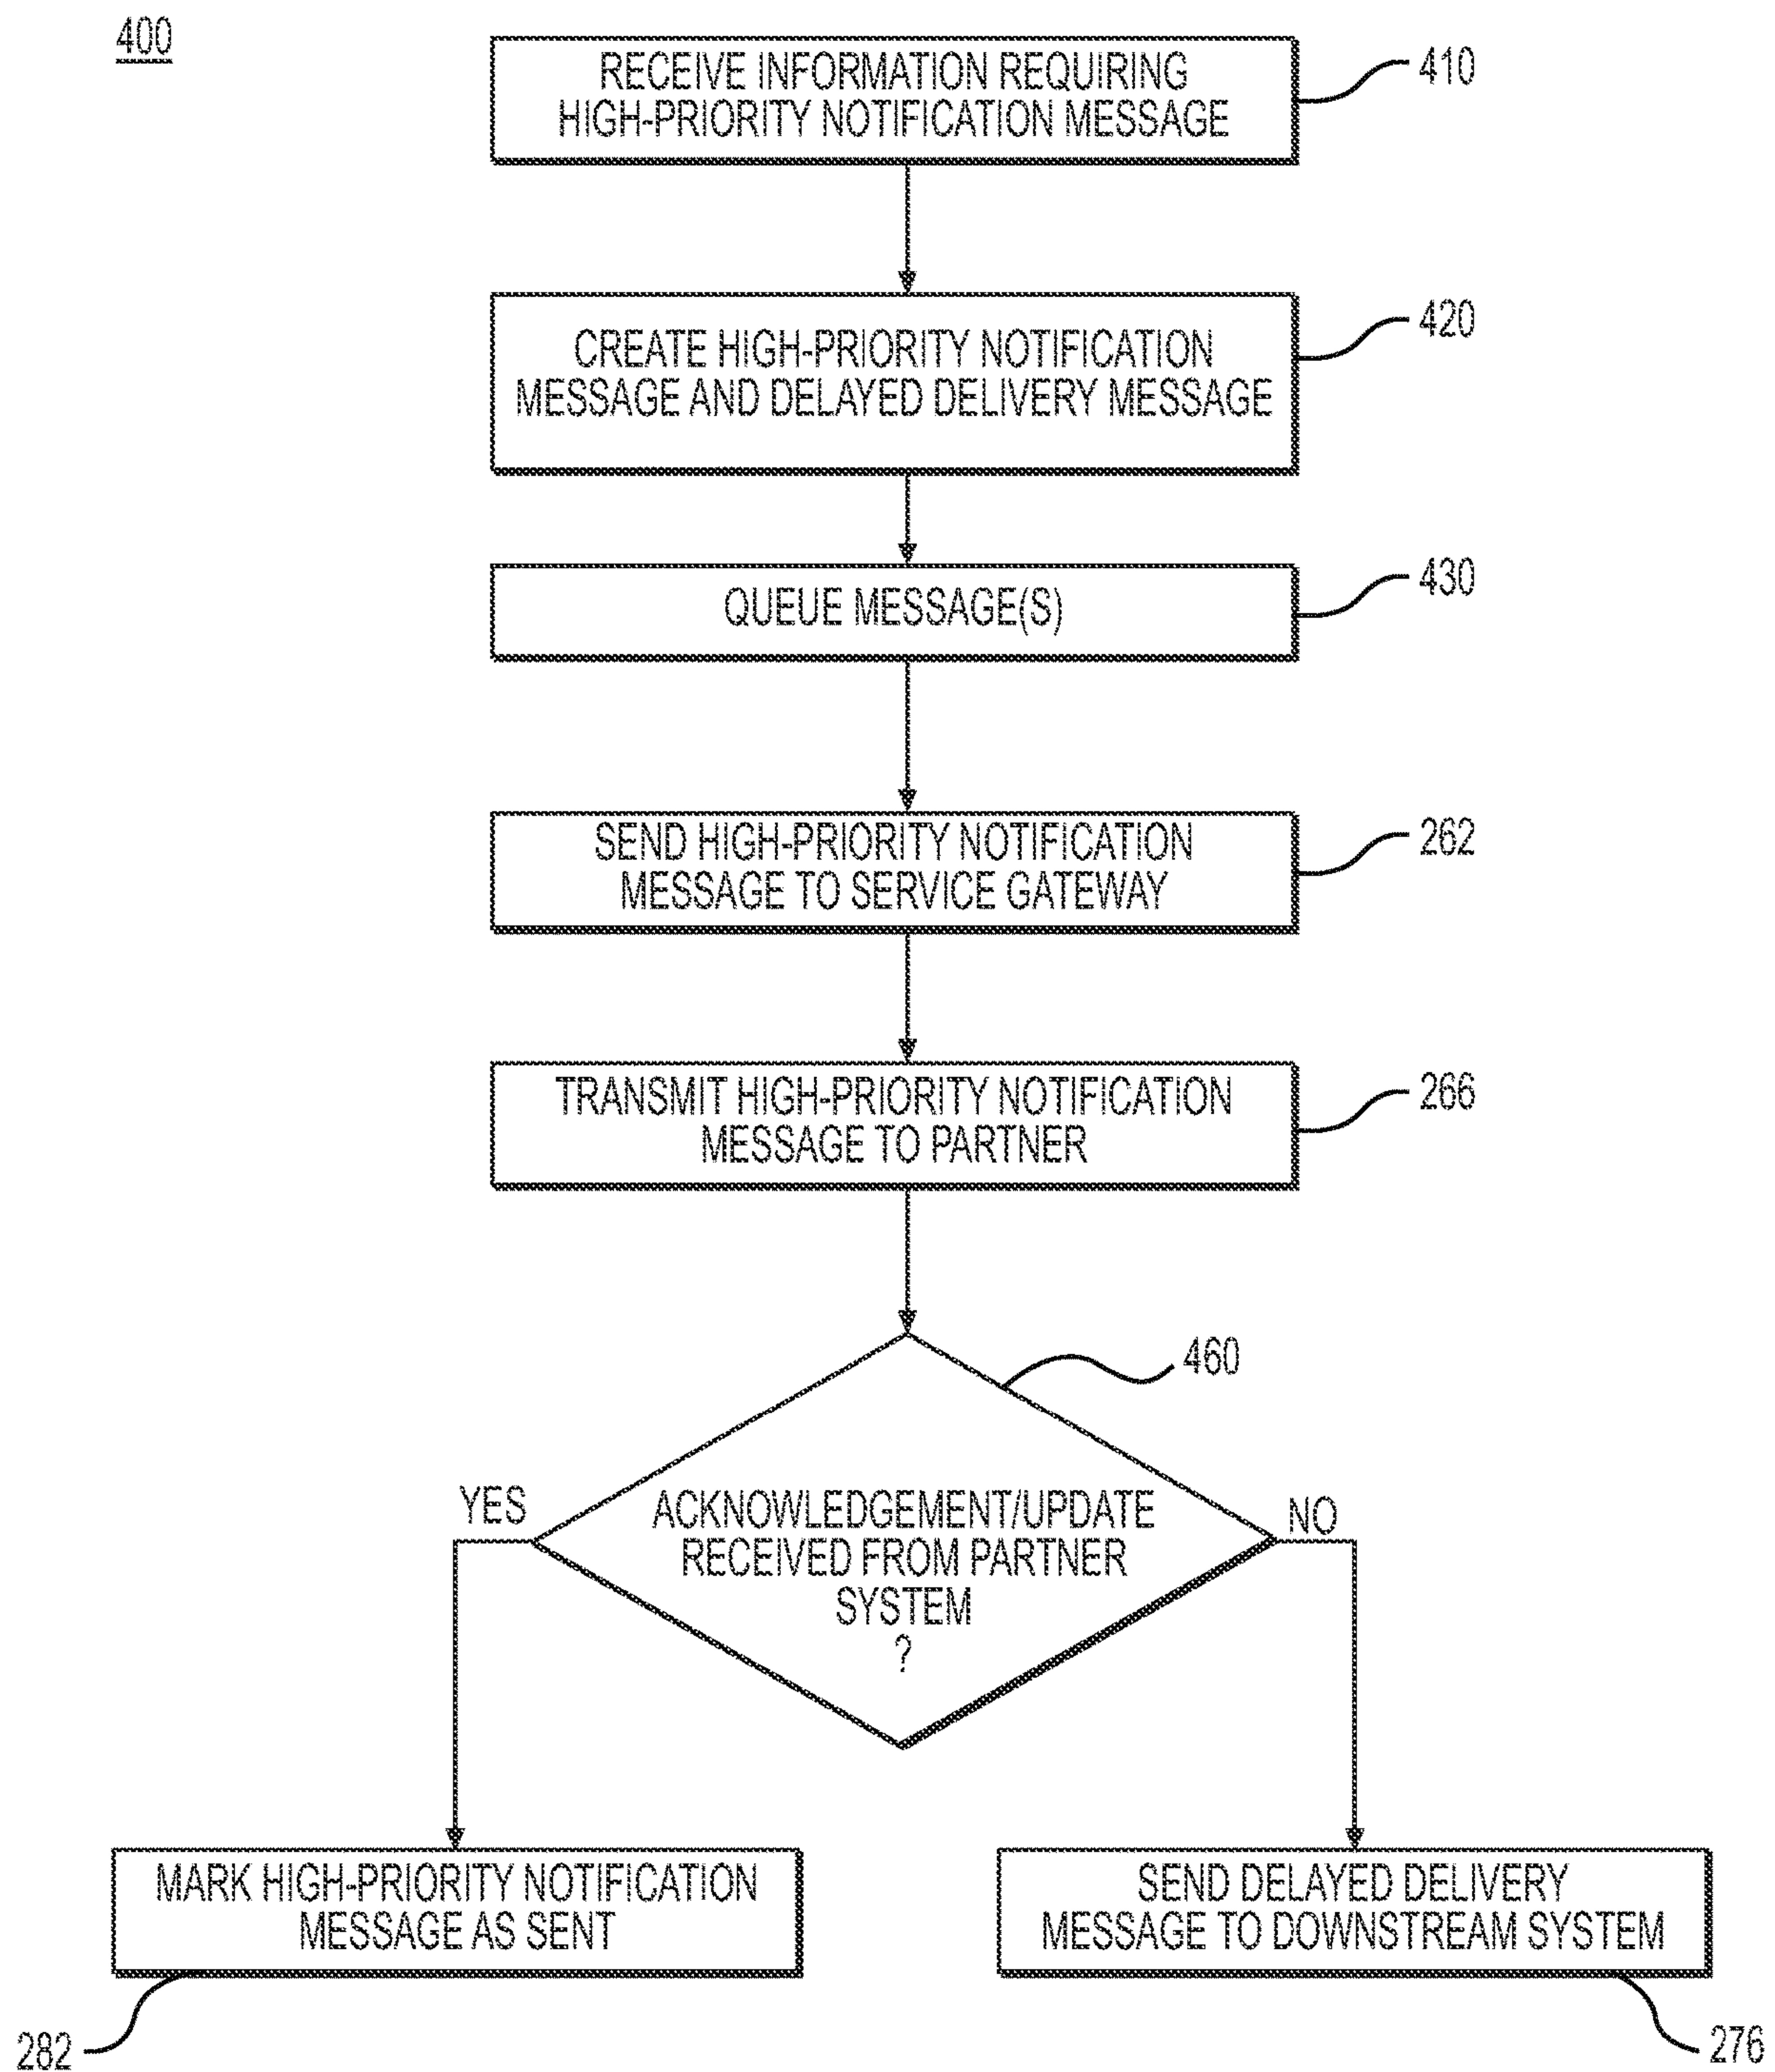 400
RECEIVE INFORMATION REQUIRING
HIGH-PRIORITY NOTIFICATION MESSAGE
410
CREATE HIGH-PRIORITY NOTIFICATION
MESSAGE AND DELAYED DELIVERY MESSAGE
420
QUEUE MESSAGE(S)
430
SEND HIGH-PRIORITY NOTIFICATION
MESSAGE TO SERVICE GATEWAY
262
TRANSMIT HIGH-PRIORITY NOTIFICATION
MESSAGE TO PARTNER
266
460
YES
ACKNOWLEDGEMENT/UPDATE
RECEIVED FROM PARTNER
SYSTEM
?
NO
MARK HIGH-PRIORITY NOTIFICATION
MESSAGE AS SENT
282
SEND DELAYED DELIVERY
MESSAGE TO DOWNSTREAM SYSTEM
276